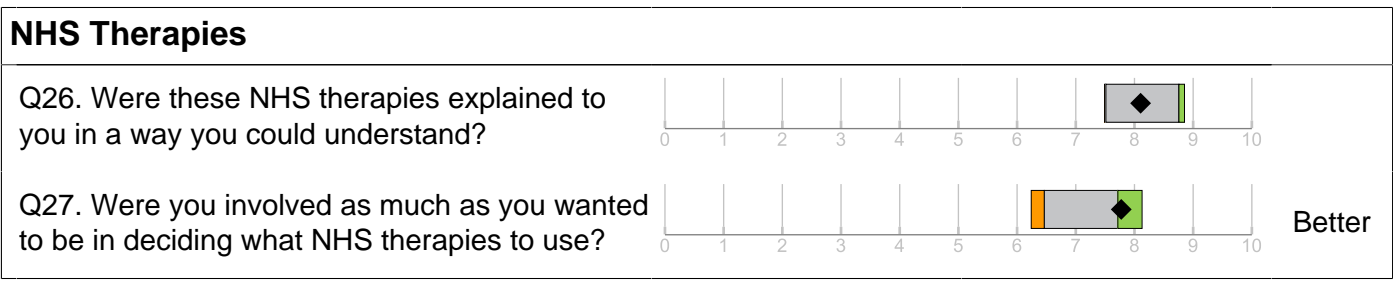 NHS Therapies
Q26. Were these NHS therapies explained to
you in a way you could understand?
0 1 2 3 4 5 6 7 8 9 10
Q27. Were you involved as much as you wanted
to be in deciding what NHS therapies to use?
0 1 2 3 4 5 6 7 8 9 10
Better